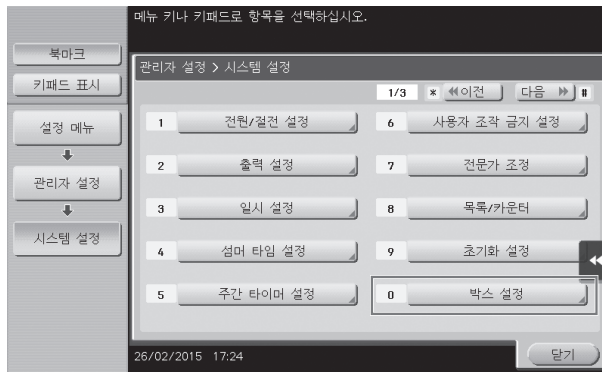 메뉴 키나 키패드로 항목을 선택하십시오.
북마크
키패드 표시
설정 메뉴
관리자 설정
시스템 설정
관리자 설정 > 시스템 설정
1/3 * 이전 다음 #
1 전원/절전 설정
2 출력 설정
3 일시 설정
4 섬머 타임 설정
5 주간 타이머 설정
6 사용자 조작 금지 설정
7 전문가 조정
8 목록/카운터
9 초기화 설정
0 박스 설정
26/02/2015 17:24
닫기